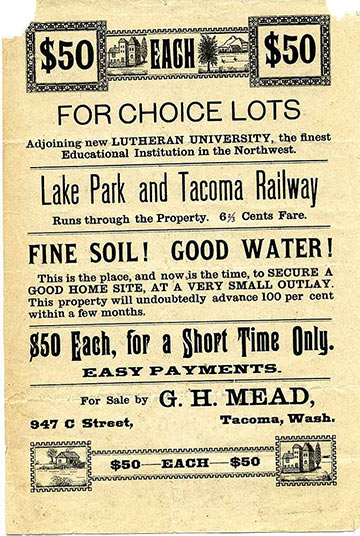 $50 EACH $50
FOR CHOICE LOTS
Adjoining new LUTHERAN UNIVERSITY, the finest
Educational Institution in the Northwest.
Lake Park and Tacoma Railway
Runs through the Property. 6⅔ Cents Fare.
FINE SOIL! GOOD WATER!
This is the place, and now is the time, to SECURE A
GOOD HOME SITE, AT A VERY SMALL OUTLAY.
This property will undoubtedly advance 100 per cent
within a few months.
$50 Each, for a Short Time Only.
EASY PAYMENTS.
For Sale by G. H. MEAD,
947 C Street, Tacoma, Wash.
$50—EACH—$50